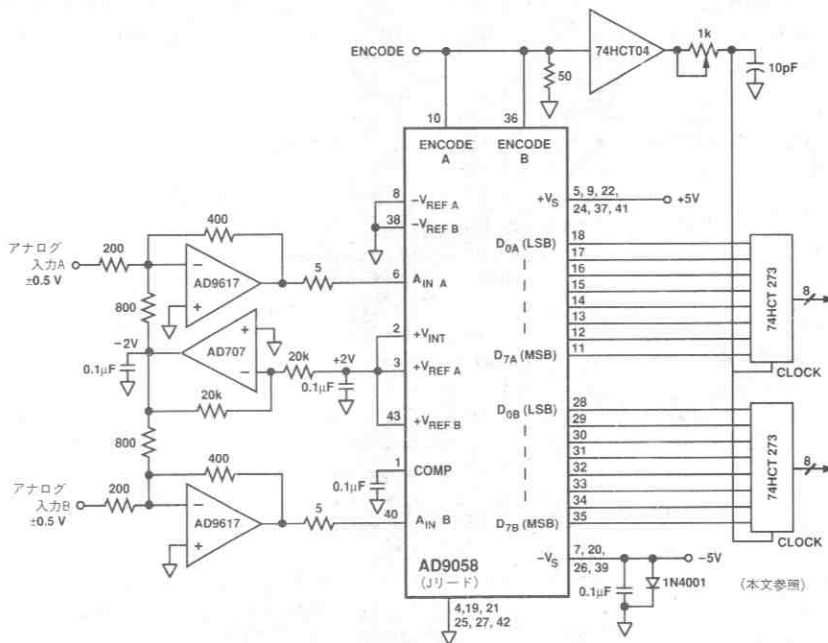 ENCODE
74HCT04
1k
50
10pF
10
36
ENCODE
A
ENCODE
B
8
-VREF A
38
-VREF B
+VS
5, 9, 22,
24, 37, 41
+5V
400
アナログ
入力A
±0.5 V
200
AD9617
5
6
AIN A
800
-2V
0.1μF
AD707
20k
+2V
0.1μF
20k
2
+VINT
3
+VREF A
43
+VREF B
800
400
1
COMP
0.1μF
アナログ
入力B
±0.5 V
200
AD9617
5
40
AIN B
D0A (LSB)
18
17
16
15
14
13
12
11
D7A (MSB)
74HCT 273
8
CLOCK
D0B (LSB)
28
29
30
31
32
33
34
35
D7B (MSB)
74HCT 273
8
CLOCK
-VS
7, 20,
26, 39
-5V
0.1μF
1N4001
(本文参照)
AD9058
(Jリード)
4,19, 21
25, 27, 42